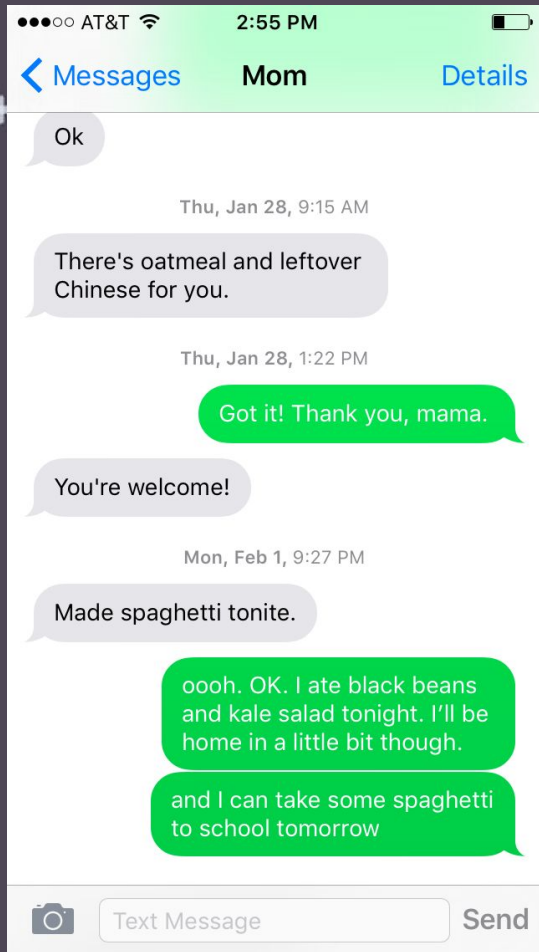 AT&T 2:55 PM
Messages Mom Details
Ok
Thu, Jan 28, 9:15 AM
There's oatmeal and leftover
Chinese for you.
Thu, Jan 28, 1:22 PM
Got it! Thank you, mama.
You're welcome!
Mon, Feb 1, 9:27 PM
Made spaghetti tonite.
oooh. OK. I ate black beans
and kale salad tonight. I’ll be
home in a little bit though.
and I can take some spaghetti
to school tomorrow
Text Message Send